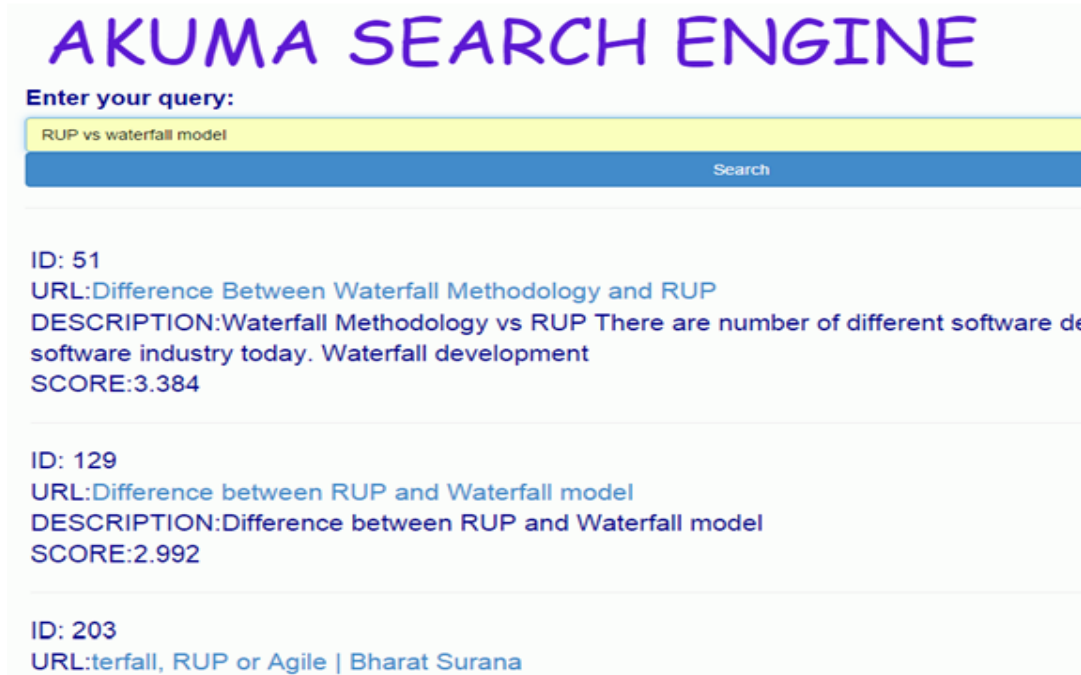 AKUMA SEARCH ENGINE
Enter your query:
RUP vs waterfall model
Search
ID: 51
URL:Difference Between Waterfall Methodology and RUP
DESCRIPTION:Waterfall Methodology vs RUP There are number of different software de
software industry today. Waterfall development
SCORE:3.384
ID: 129
URL:Difference between RUP and Waterfall model
DESCRIPTION:Difference between RUP and Waterfall model
SCORE:2.992
ID: 203
URL:terfall, RUP or Agile | Bharat Surana